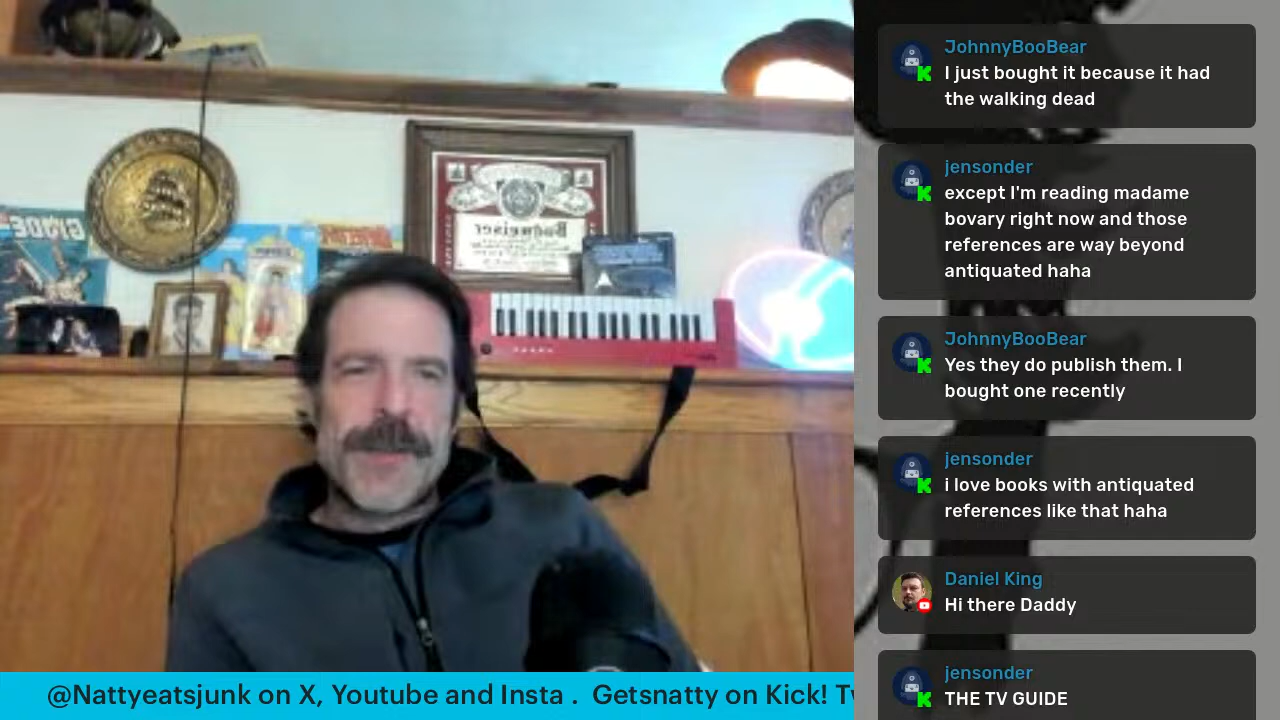 GIJOE
Budweiser
JohnnyBooBear
I just bought it because it had
the walking dead
jensonder
except I'm reading madame
bovary right now and those
references are way beyond
antiquated haha
JohnnyBooBear
Yes they do publish them. I
bought one recently
jensonder
i love books with antiquated
references like that haha
Daniel King
Hi there Daddy
jensonder
THE TV GUIDE
@Nattyeatsjunk on X, Youtube and Insta . Getsnatty on Kick! Tw